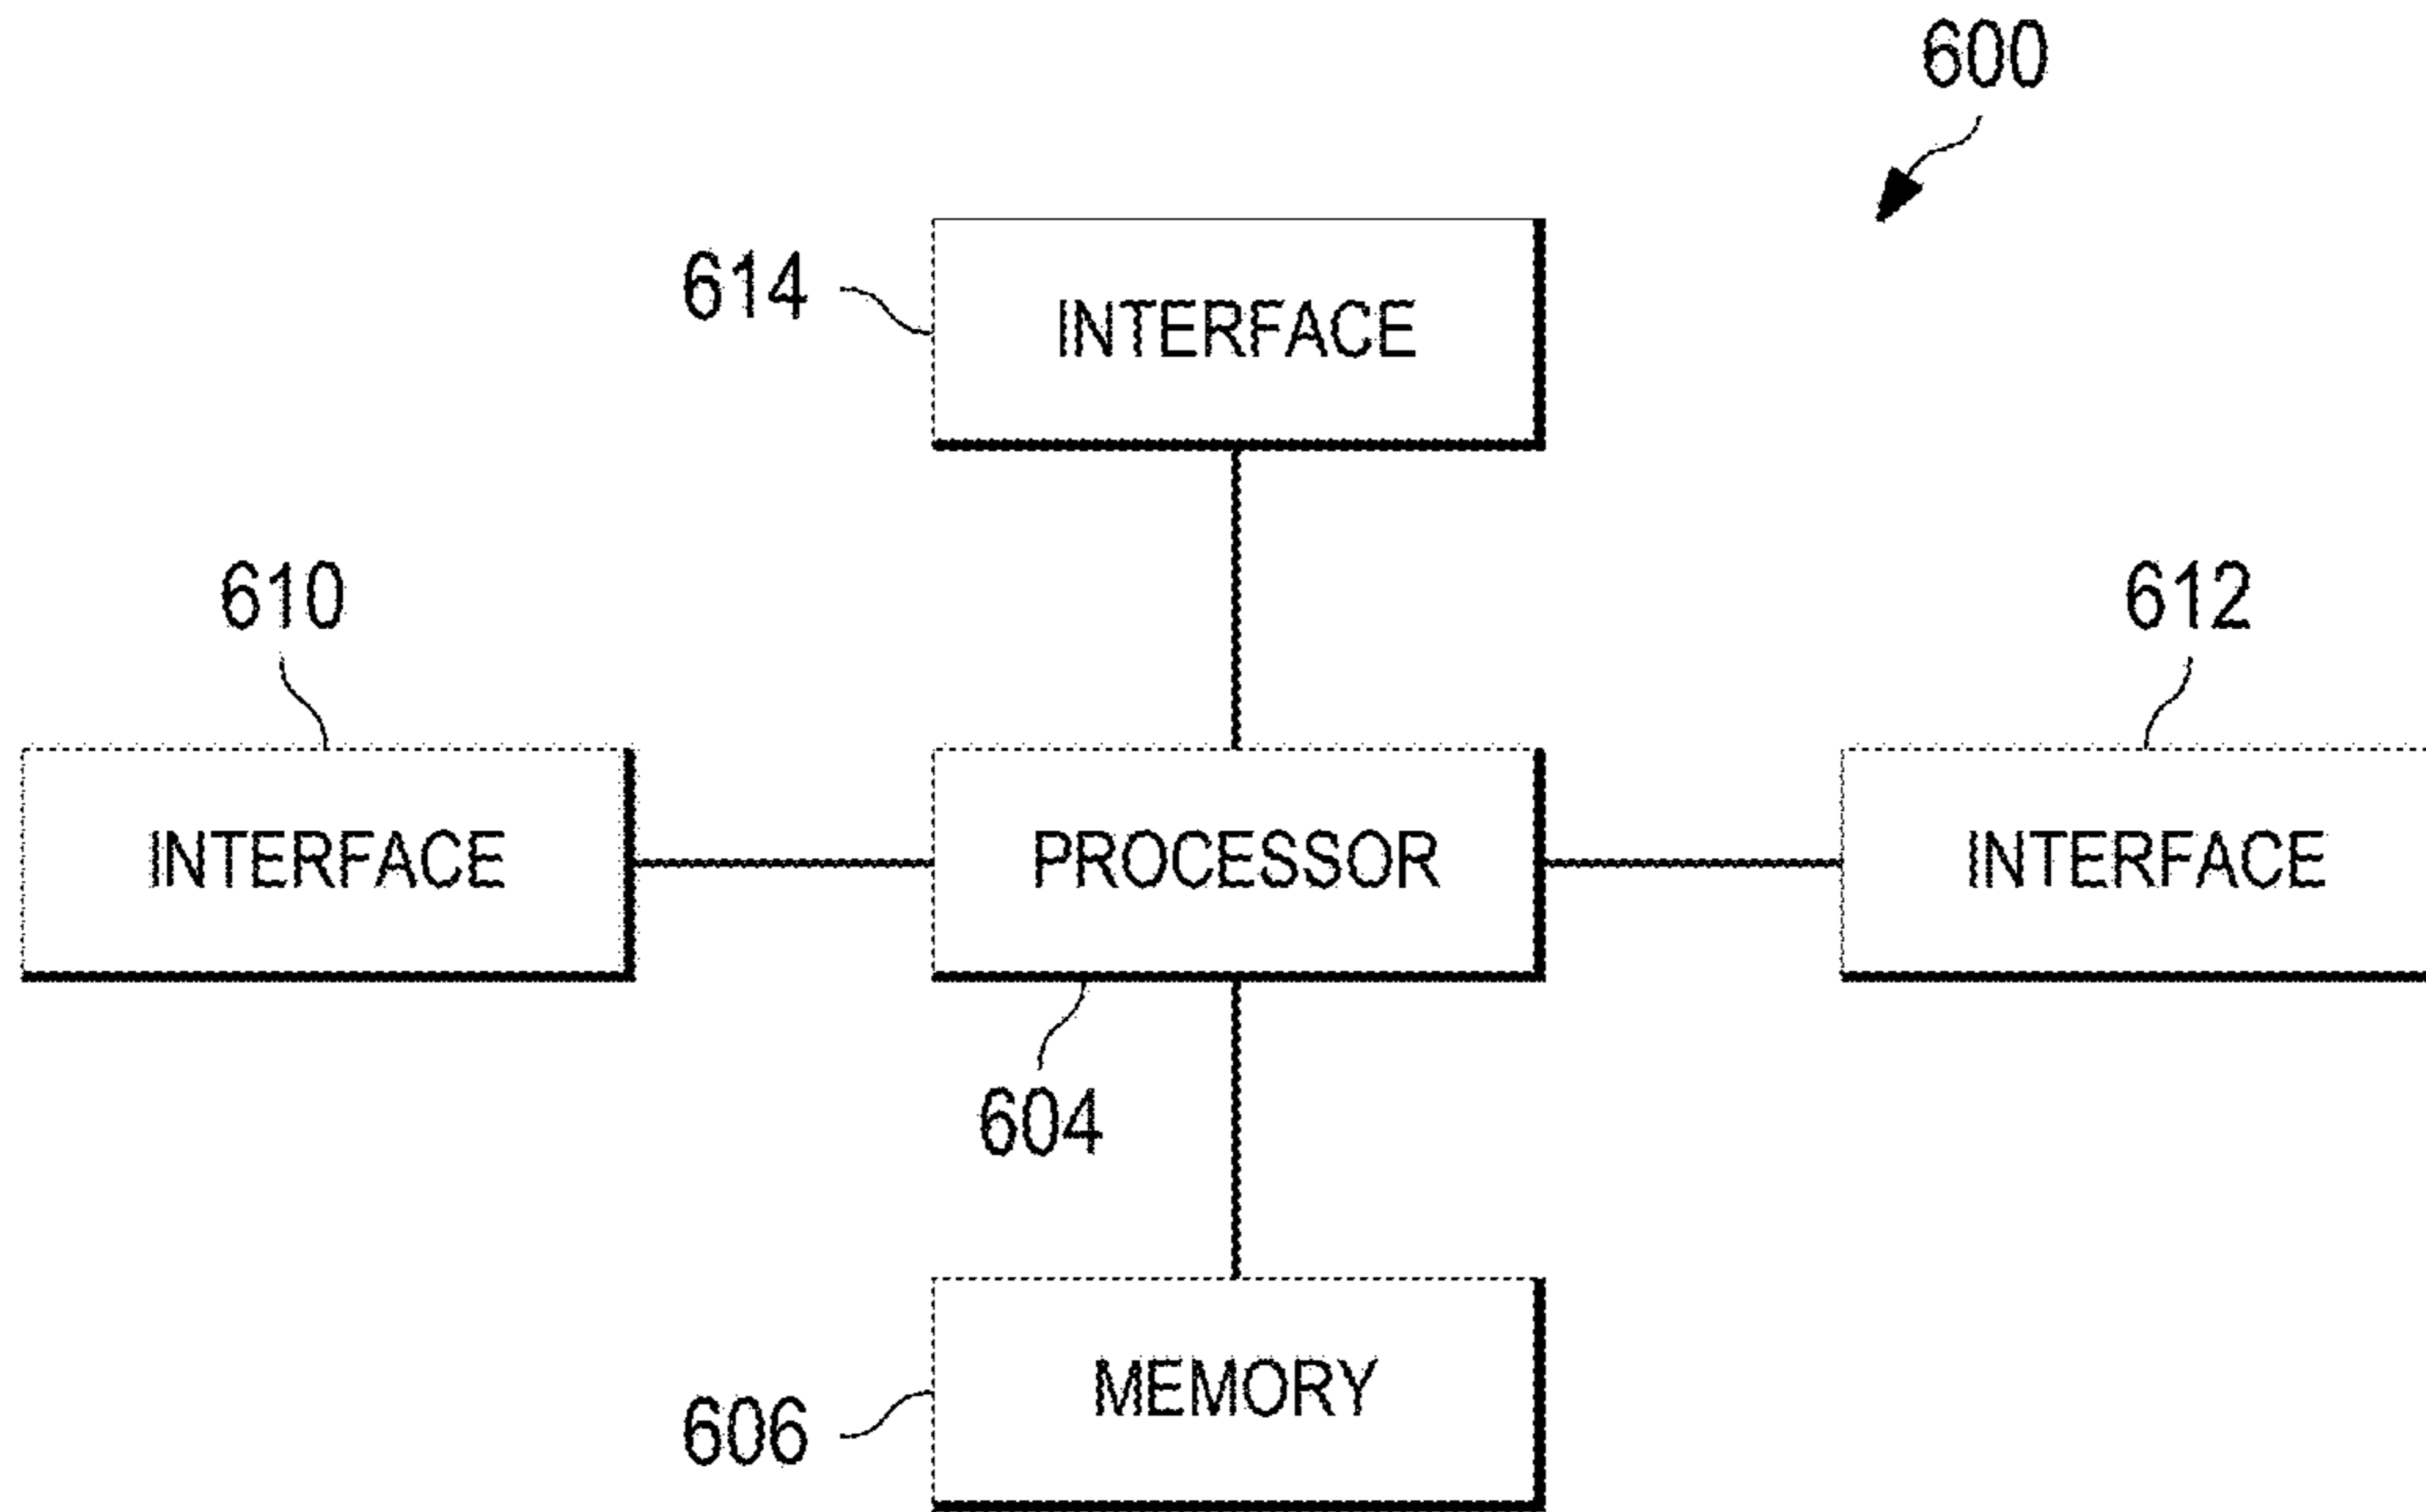 600
614
INTERFACE
610
612
INTERFACE
PROCESSOR
INTERFACE
604
MEMORY
606